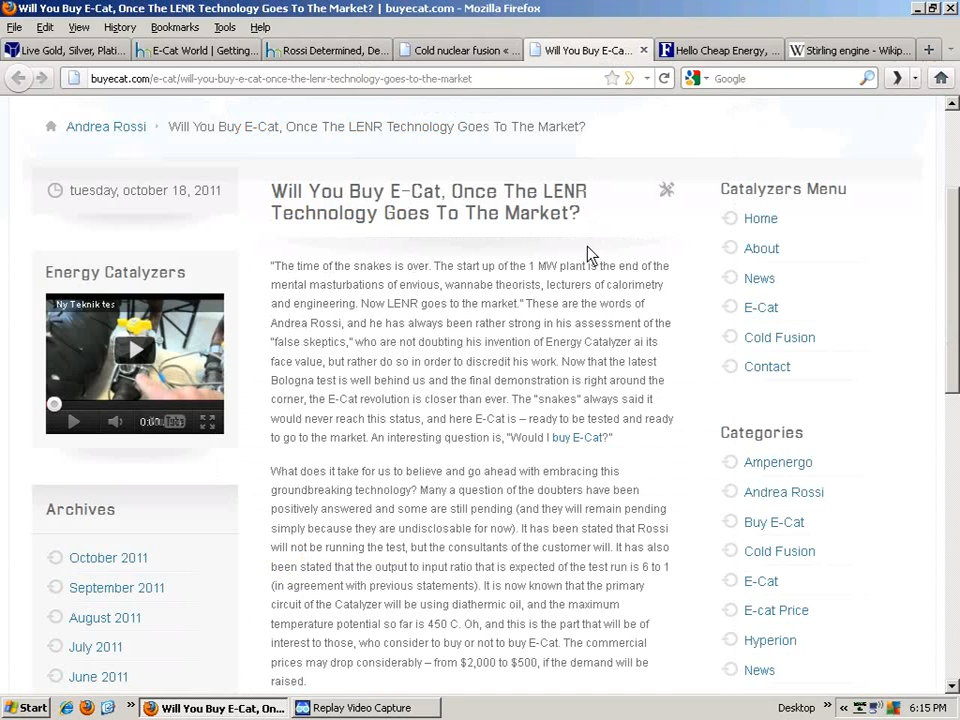 Will You Buy E-Cat, Once The LENR Technology Goes To The Market? | buyecat.com - Mozilla Firefox
File Edit View History Bookmarks Tools Help
Live Gold, Silver, Plati... E-Cat World | Getting... Rossi Determined, De... Cold nuclear fusion «... Will You Buy E-Ca... Hello Cheap Energy, ... Stirling engine - Wikip...
buyecat.com/e-cat/will-you-buy-e-cat-once-the-lenr-technology-goes-to-the-market
Google
Andrea Rossi Will You Buy E-Cat, Once The LENR Technology Goes To The Market?
tuesday, october 18, 2011
Energy Catalyzers
Ny Teknik tes
YouTube
Archives
October 2011
September 2011
August 2011
July 2011
June 2011
Will You Buy E-Cat, Once The LENR
Technology Goes To The Market?
"The time of the snakes is over. The start up of the 1 MW plant is the end of the
mental masturbations of envious, wannabe theorists, lecturers of calorimetry
and engineering. Now LENR goes to the market." These are the words of
Andrea Rossi, and he has always been rather strong in his assessment of the
"false skeptics," who are not doubting his invention of Energy Catalyzer ai its
face value, but rather do so in order to discredit his work. Now that the latest
Bologna test is well behind us and the final demonstration is right around the
corner, the E-Cat revolution is closer than ever. The "snakes" always said it
would never reach this status, and here E-Cat is – ready to be tested and ready
to go to the market. An interesting question is, "Would I buy E-Cat?"
What does it take for us to believe and go ahead with embracing this
groundbreaking technology? Many a question of the doubters have been
positively answered and some are still pending (and they will remain pending
simply because they are undisclosable for now). It has been stated that Rossi
will not be running the test, but the consultants of the customer will. It has also
been stated that the output to input ratio that is expected of the test run is 6 to 1
(in agreement with previous statements). It is now known that the primary
circuit of the Catalyzer will be using diathermic oil, and the maximum
temperature potential so far is 450 C. Oh, and this is the part that will be of
interest to those, who consider to buy or not to buy E-Cat. The commercial
prices may drop considerably – from $2,000 to $500, if the demand will be
raised.
Catalyzers Menu
Home
About
News
E-Cat
Cold Fusion
Contact
Categories
Ampenergo
Andrea Rossi
Buy E-Cat
Cold Fusion
E-Cat
E-cat Price
Hyperion
News
Start Will You Buy E-Cat, On... Replay Video Capture Desktop 6:15 PM